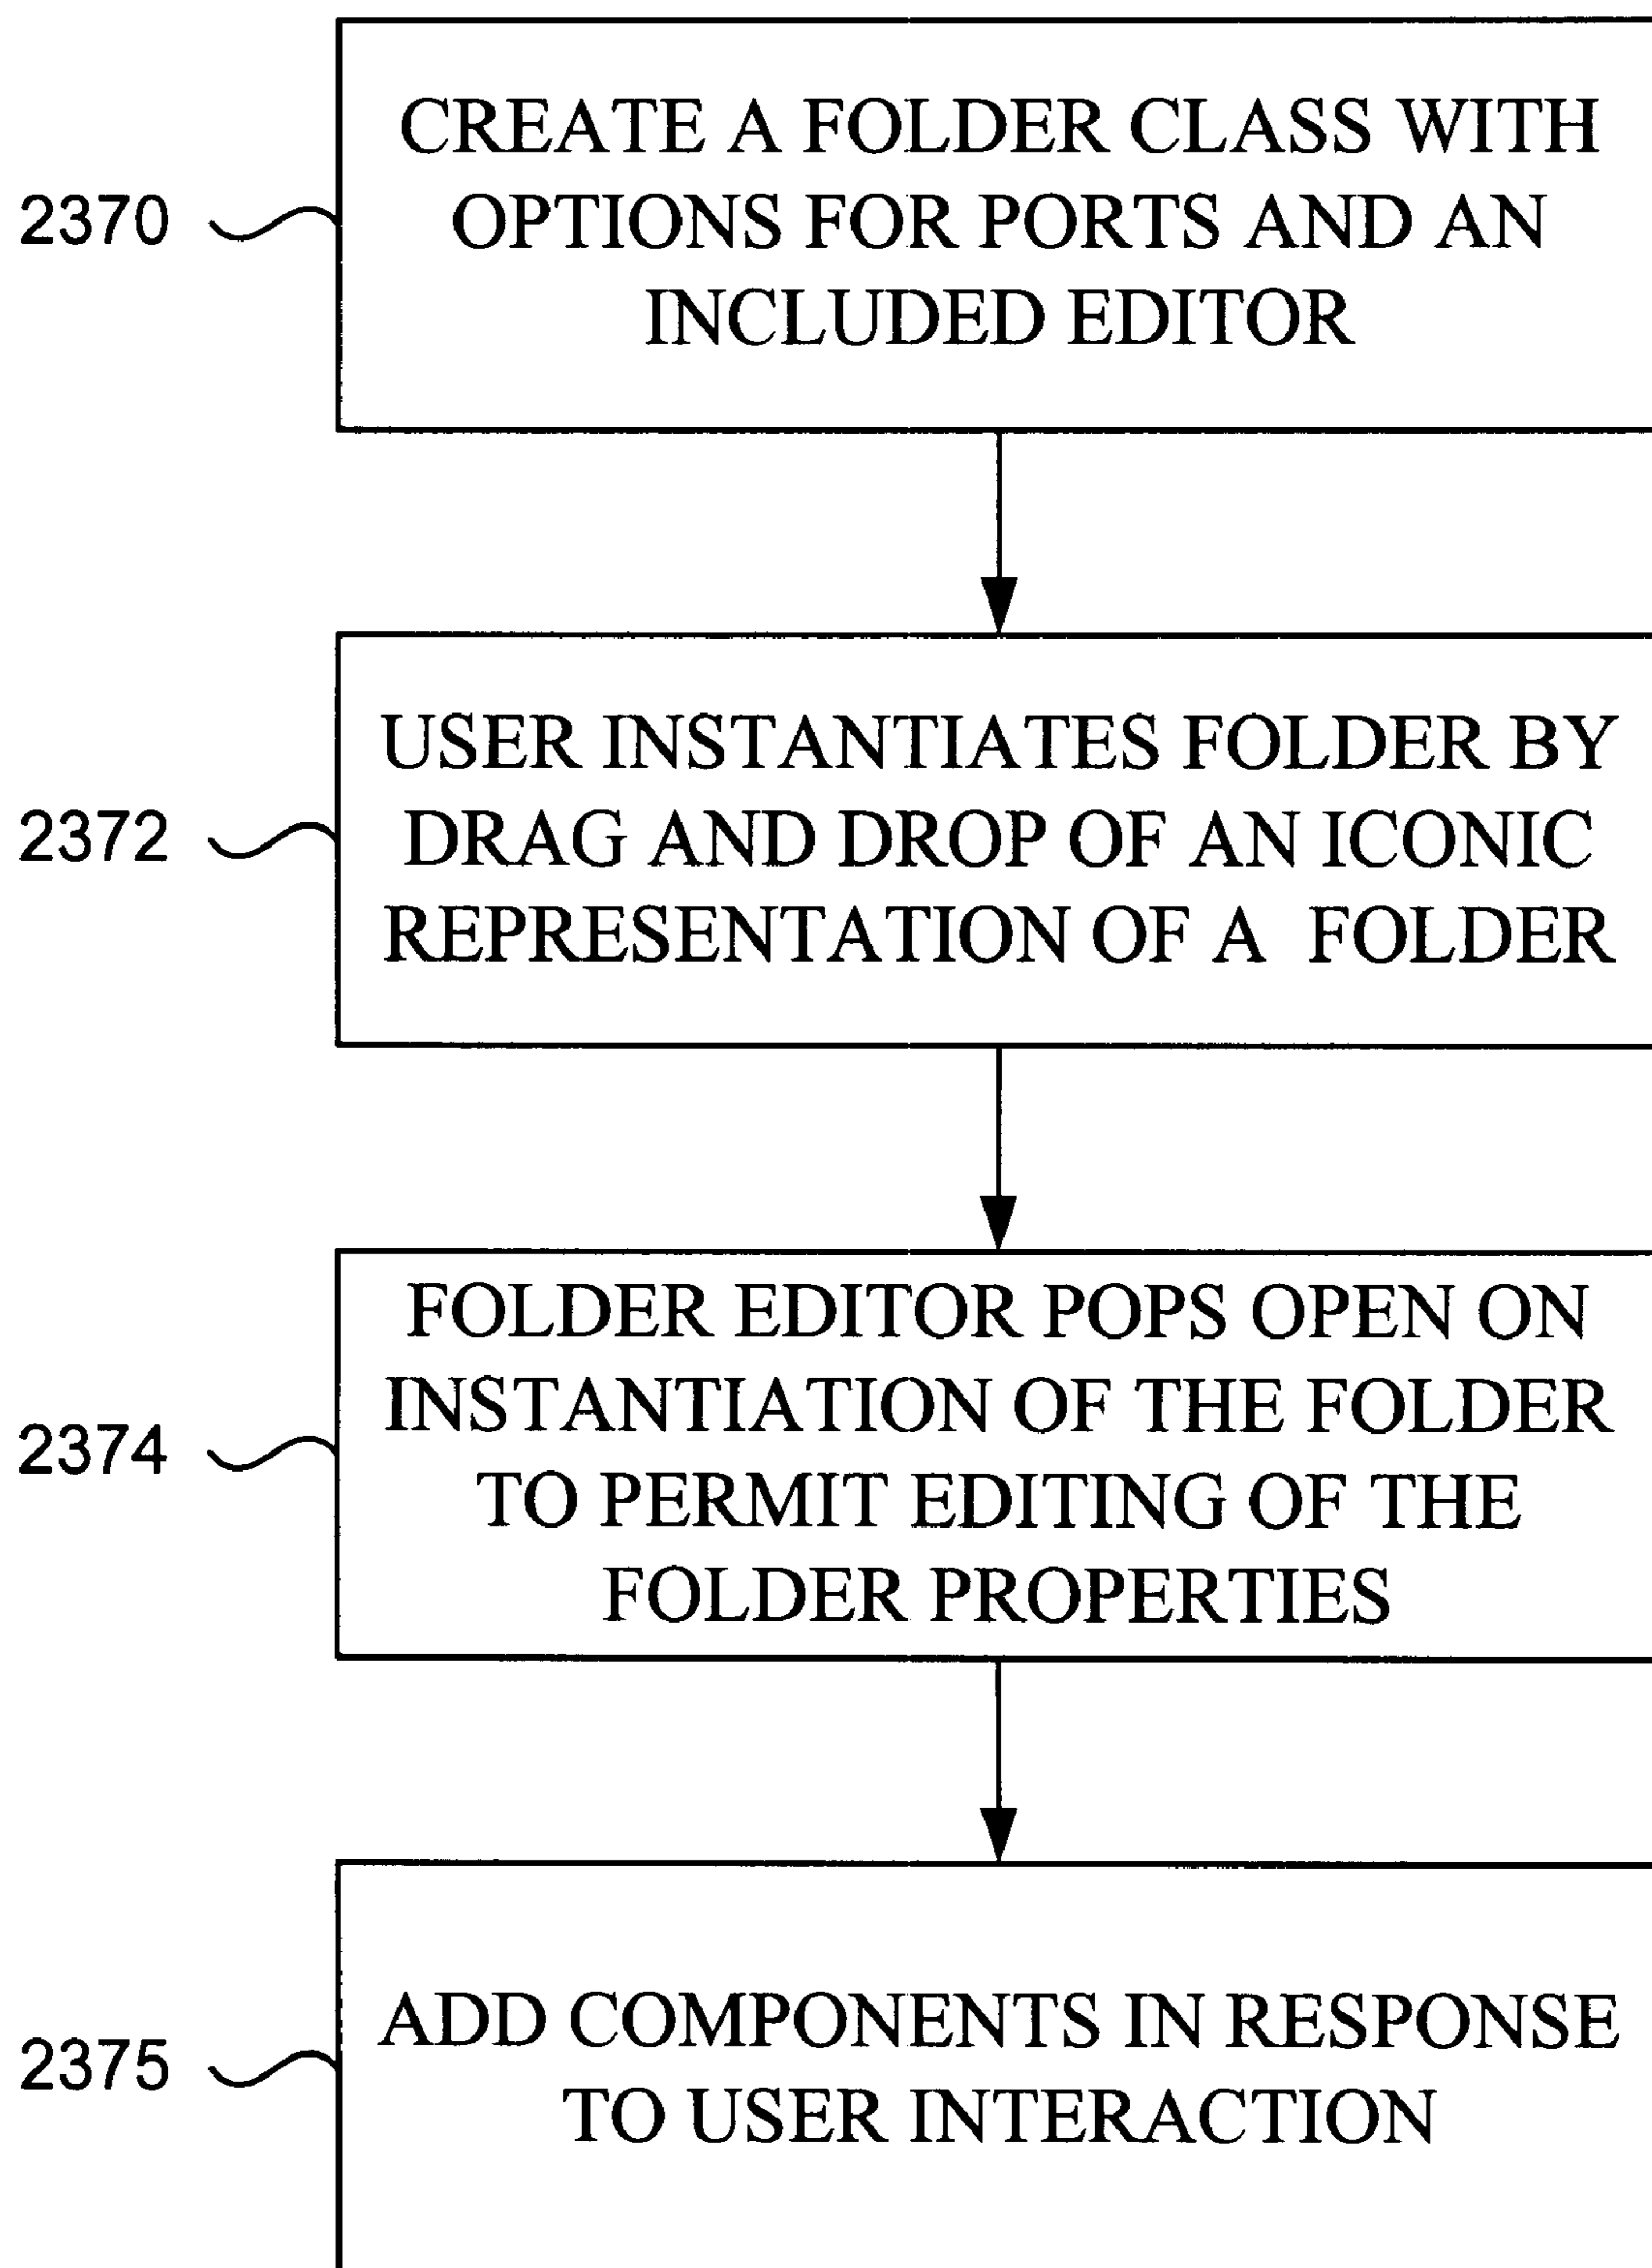 CREATE A FOLDER CLASS WITH
OPTIONS FOR PORTS AND AN
INCLUDED EDITOR
2370
USER INSTANTIATES FOLDER BY
DRAG AND DROP OF AN ICONIC
REPRESENTATION OF A FOLDER
2372
FOLDER EDITOR POPS OPEN ON
INSTANTIATION OF THE FOLDER
TO PERMIT EDITING OF THE
FOLDER PROPERTIES
2374
ADD COMPONENTS IN RESPONSE
TO USER INTERACTION
2375